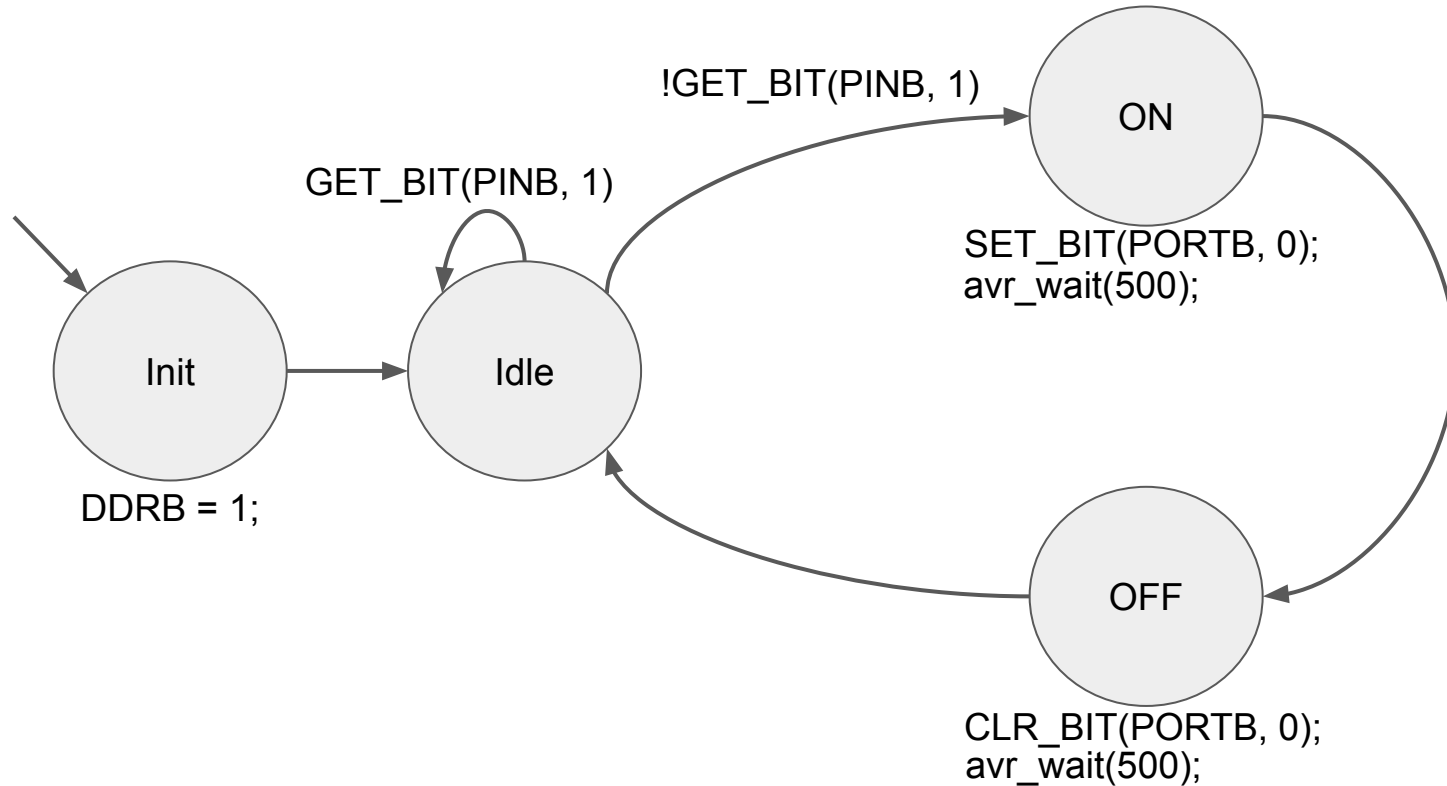 !GET_BIT(PINB, 1)
ON
GET_BIT(PINB, 1)
SET_BIT(PORTB, 0);
avr_wait(500);
Init
Idle
DDRB = 1;
OFF
CLR_BIT(PORTB, 0);
avr_wait(500);